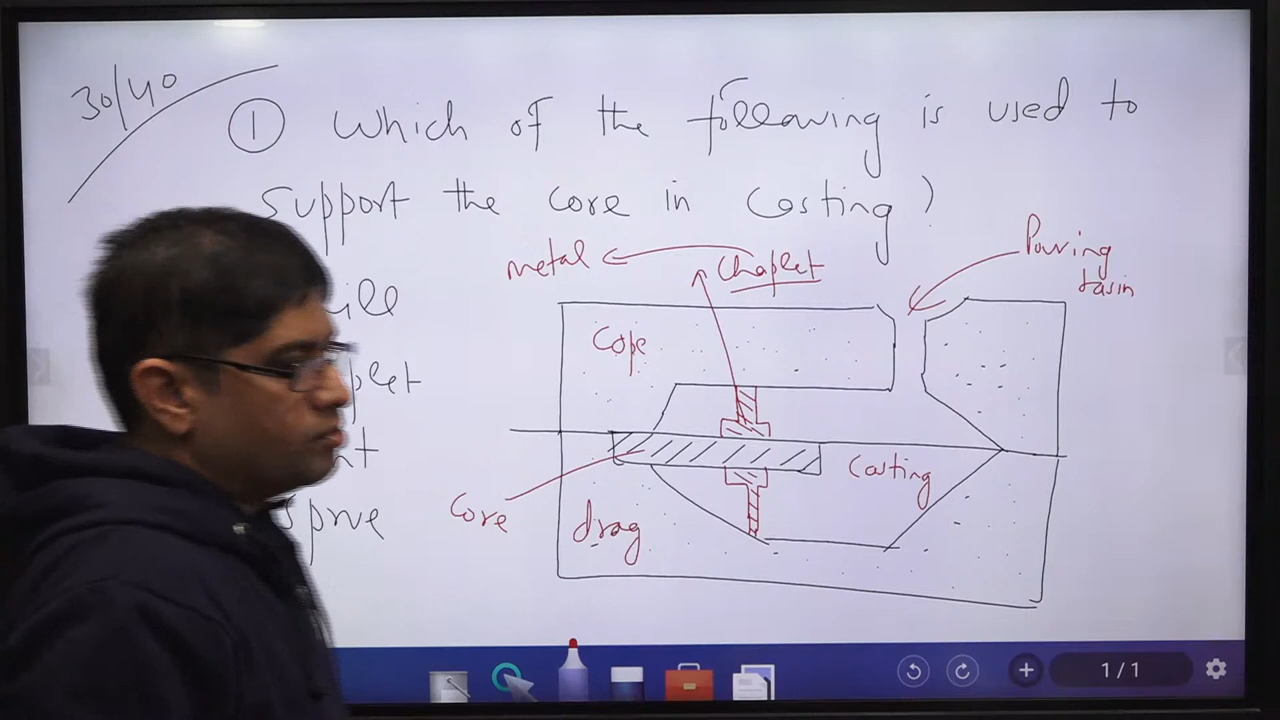 30/40
① Which of the following is used to
support the core in Casting?
metal
Chaplet
Pouring
basin
Cope
Casting
Core
drag
sprue
1/1